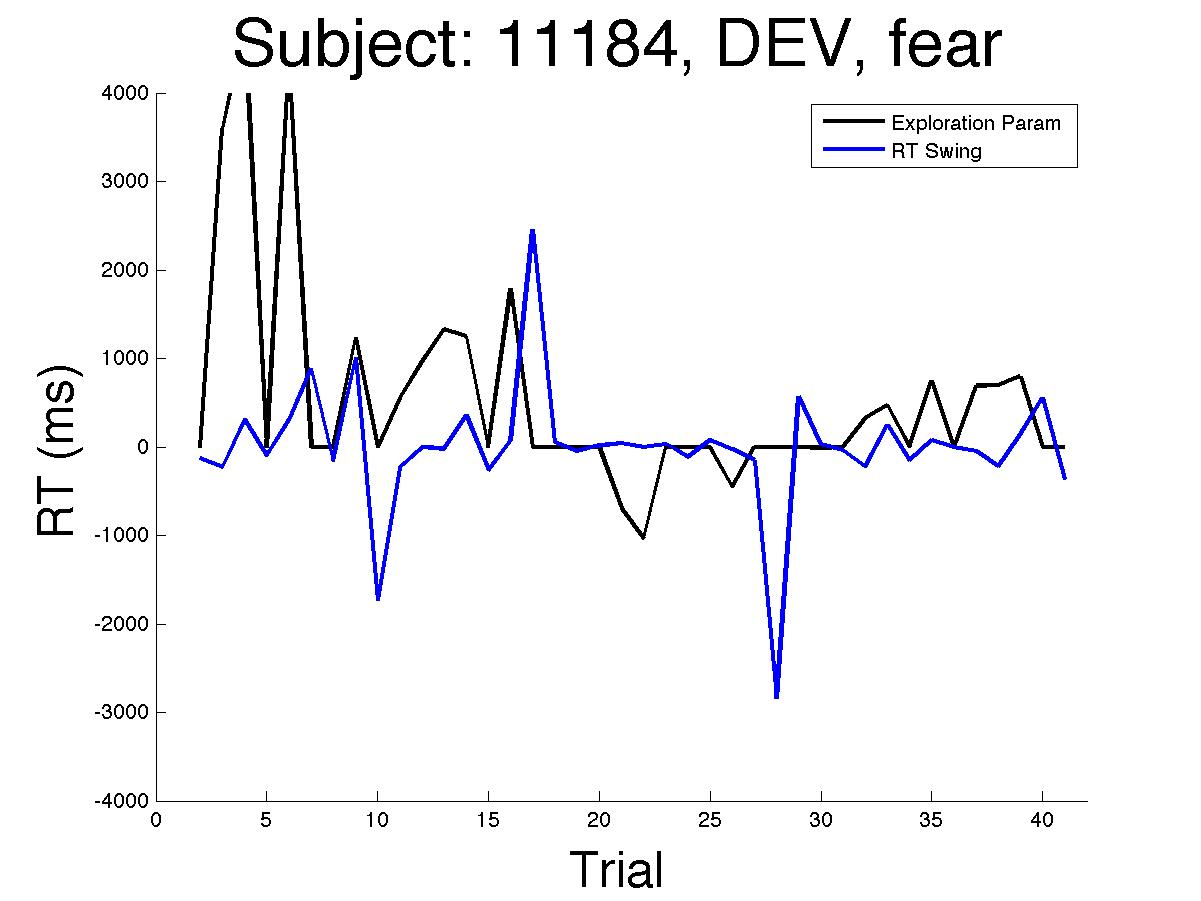 Subject: 11184, DEV, fear
Exploration Param
RT Swing
4000
3000
2000
1000
0
-1000
-2000
-3000
-4000
RT (ms)
0 5 10 15 20 25 30 35 40
Trial